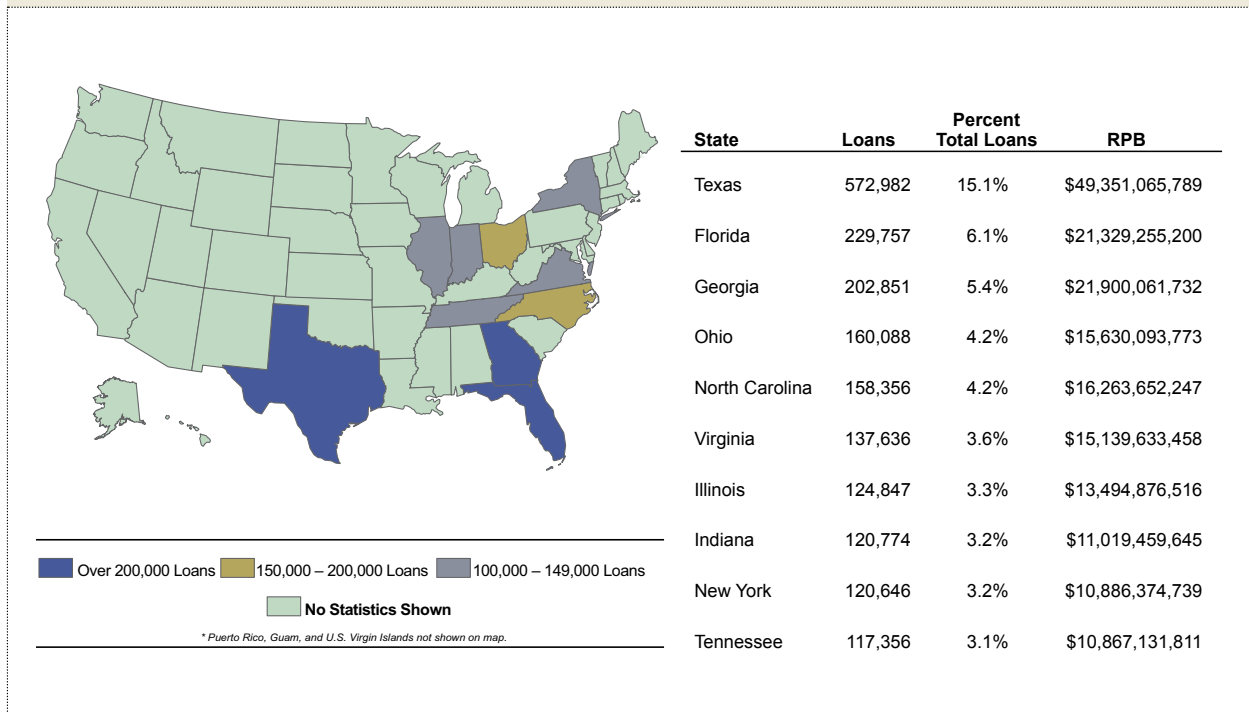 Over 200,000 Loans 150,000 – 200,000 Loans 100,000 – 149,000 Loans
No Statistics Shown
* Puerto Rico, Guam, and U.S. Virgin Islands not shown on map.
State Loans Percent Total Loans RPB
Texas 572,982 15.1% $49,351,065,789
Florida 229,757 6.1% $21,329,255,200
Georgia 202,851 5.4% $21,900,061,732
Ohio 160,088 4.2% $15,630,093,773
North Carolina 158,356 4.2% $16,263,652,247
Virginia 137,636 3.6% $15,139,633,458
Illinois 124,847 3.3% $13,494,876,516
Indiana 120,774 3.2% $11,019,459,645
New York 120,646 3.2% $10,886,374,739
Tennessee 117,356 3.1% $10,867,131,811